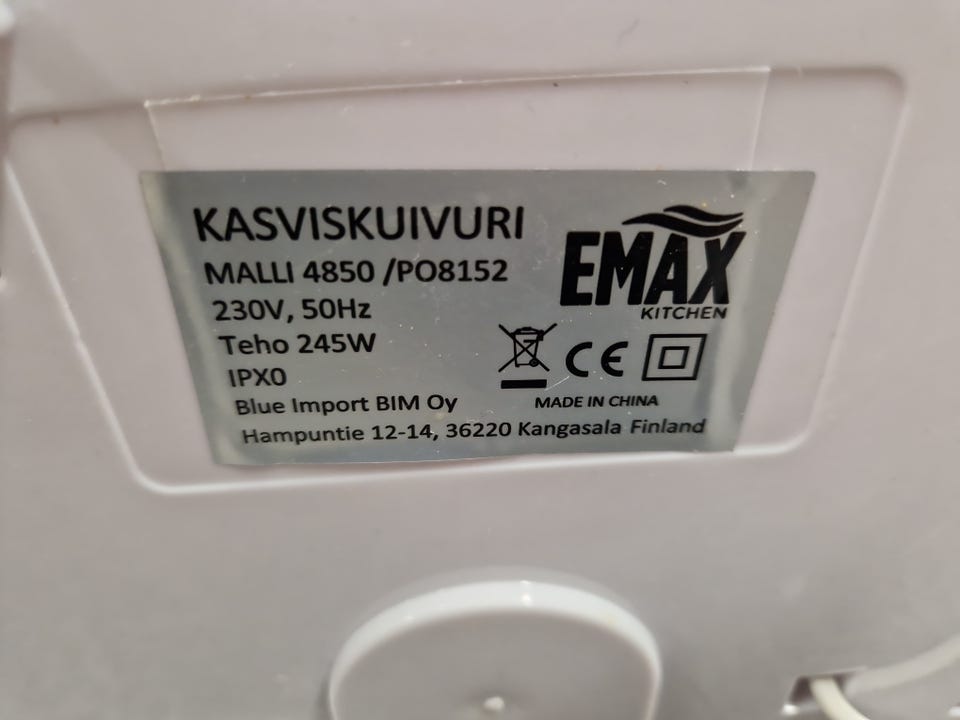 KASVISKUIVURI
MALLI 4850 /PO8152
230V, 50Hz
Teho 245W
IPX0
Blue Import BIM Oy
Hampuntie 12-14, 36220 Kangasala Finland
EMAX
KITCHEN
CE
MADE IN CHINA